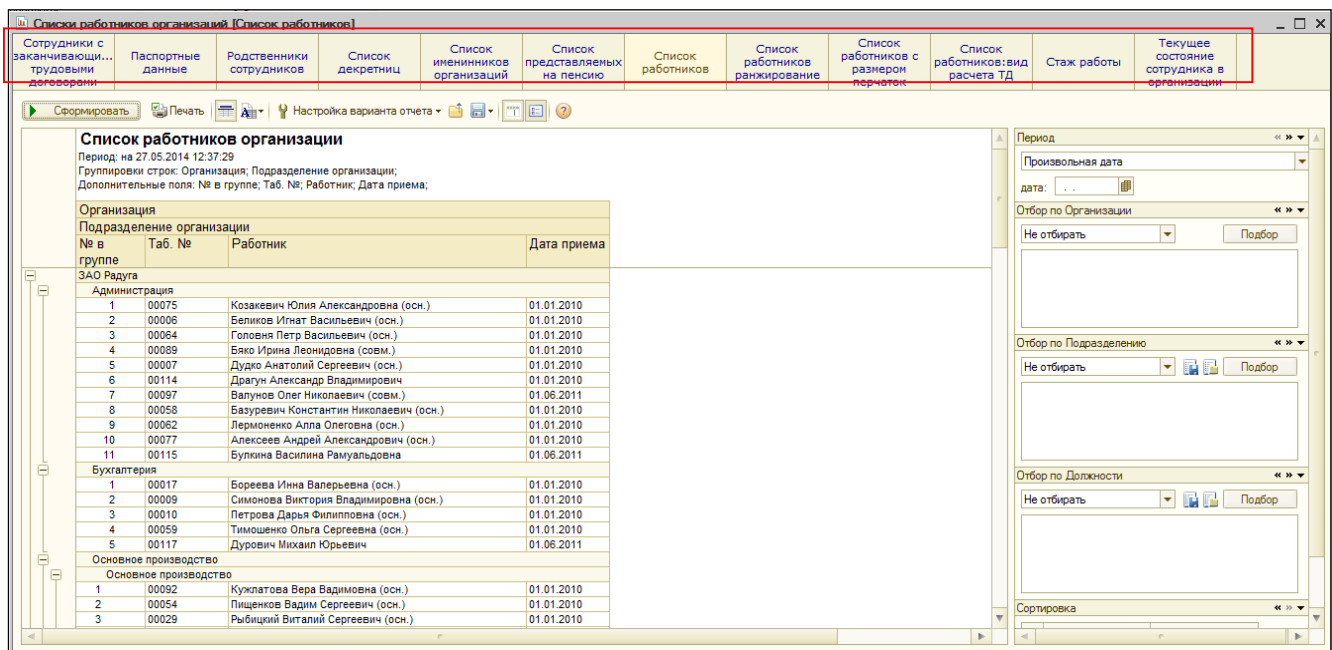 Списки работников организаций [Список работников]
Сотрудники с заканчивающи... трудовыми договорами
Паспортные данные
Родственники сотрудников
Список декретниц
Список именинников организаций
Список представляемых на пенсию
Список работников
Список работников ранжирование
Список работников с размером перчаток
Список работников:вид расчета ТД
Стаж работы
Текущее состояние сотрудника в организации
Сформировать Печать Настройка варианта отчета
Список работников организации
Период: на 27.05.2014 12:37:29
Группировки строк: Организация; Подразделение организации;
Дополнительные поля: № в группе; Таб. №; Работник; Дата приема;
Организация
Подразделение организации
№ в группе Таб. № Работник Дата приема
ЗАО Радуга
Администрация
1 00075 Козакевич Юлия Александровна (осн.) 01.01.2010
2 00006 Беликов Игнат Васильевич (осн.) 01.01.2010
3 00064 Головня Петр Васильевич (осн.) 01.01.2010
4 00089 Бяко Ирина Леонидовна (совм.) 01.01.2010
5 00007 Дудко Анатолий Сергеевич (осн.) 01.01.2010
6 00114 Драгун Александр Владимирович 01.01.2010
7 00097 Валунов Олег Николаевич (совм.) 01.06.2011
8 00058 Базуревич Константин Николаевич (осн.) 01.01.2010
9 00062 Лермоненко Алла Олеговна (осн.) 01.01.2010
10 00077 Алексеев Андрей Александрович (осн.) 01.01.2010
11 00115 Булкина Василина Рамуальдовна 01.06.2011
Бухгалтерия
1 00017 Бореева Инна Валерьевна (осн.) 01.01.2010
2 00009 Симонова Виктория Владимировна (осн.) 01.01.2010
3 00010 Петрова Дарья Филипповна (осн.) 01.01.2010
4 00059 Тимошенко Ольга Сергеевна (осн.) 01.01.2010
5 00117 Дурович Михаил Юрьевич 01.06.2011
Основное производство
Основное производство
1 00092 Кужлатова Вера Вадимовна (осн.) 01.01.2010
2 00054 Пищенков Вадим Сергеевич (осн.) 01.01.2010
3 00029 Рыбицкий Виталий Сергеевич (осн.) 01.01.2010
Период
Произвольная дата
дата: . .
Отбор по Организации
Не отбирать Подбор
Отбор по Подразделению
Не отбирать Подбор
Отбор по Должности
Не отбирать Подбор
Сортировка